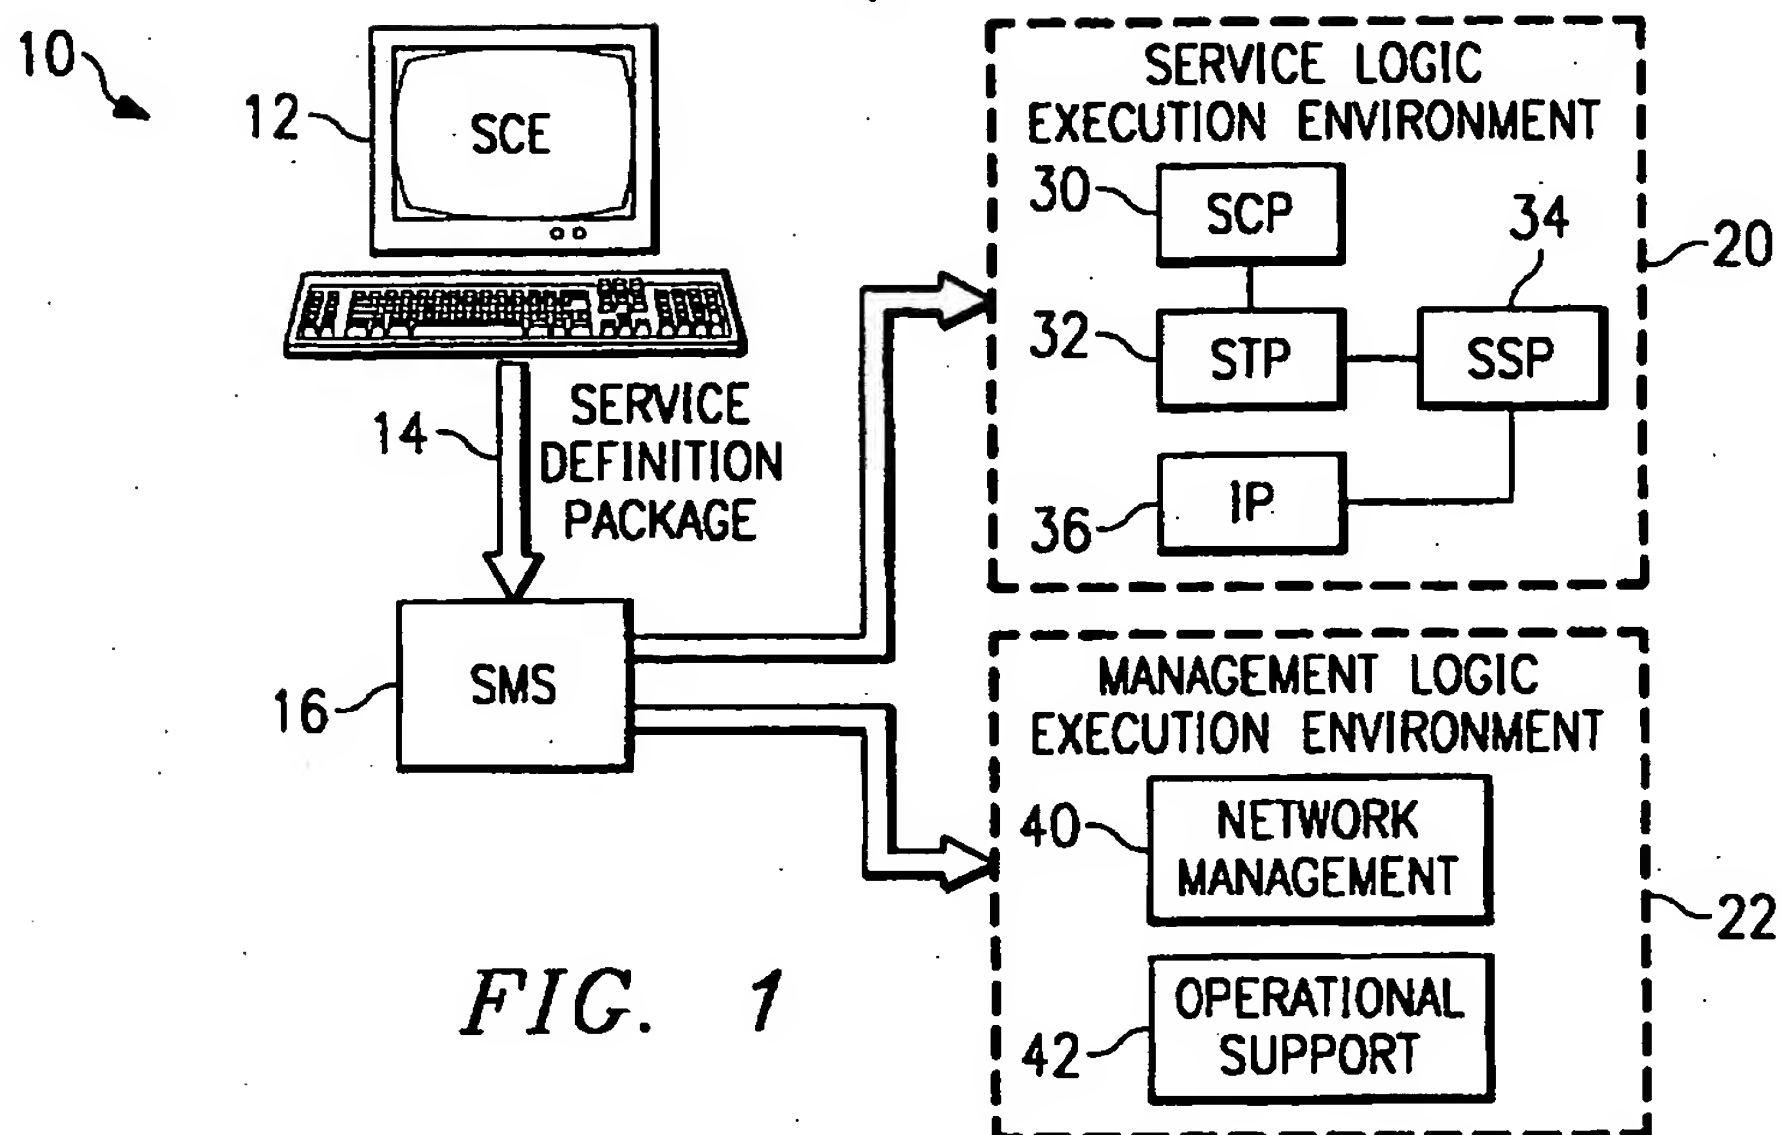 10
12
SCE
14
SERVICE
DEFINITION
PACKAGE
16
SMS
SERVICE LOGIC
EXECUTION ENVIRONMENT
30
SCP
34
20
32
STP
SSP
36
IP
MANAGEMENT LOGIC
EXECUTION ENVIRONMENT
40
NETWORK
MANAGEMENT
22
42
OPERATIONAL
SUPPORT
FIG. 1